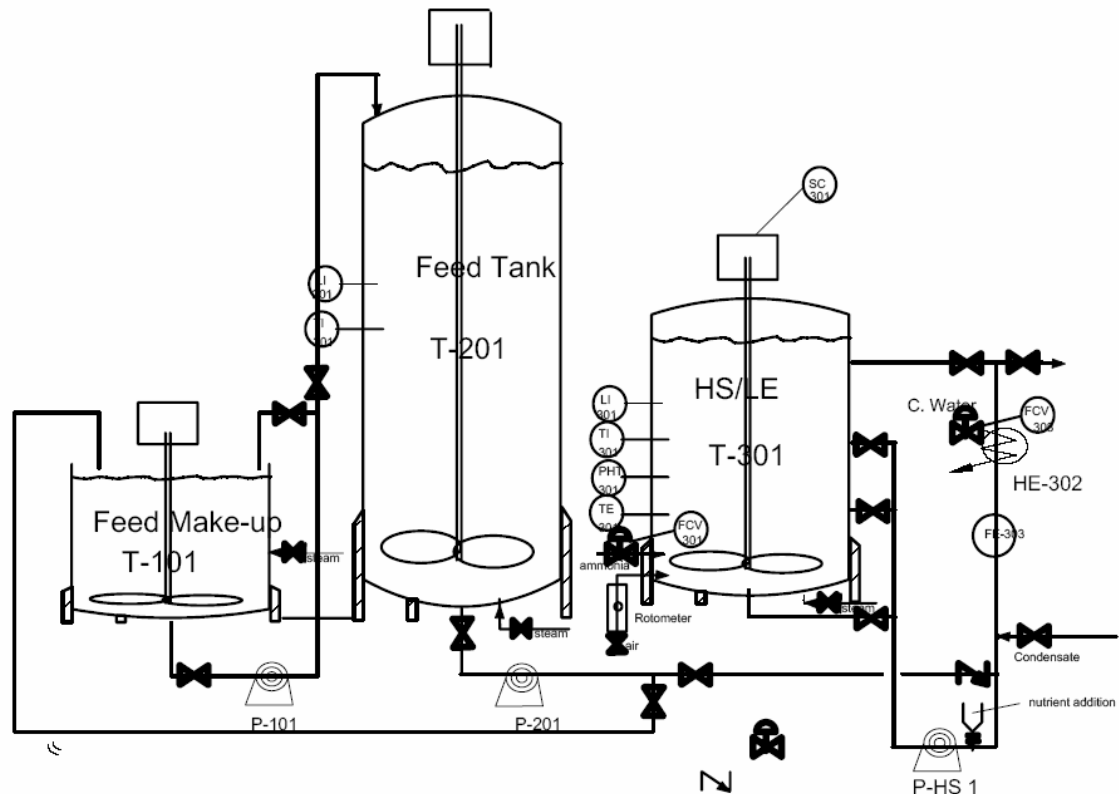 SC
301
Feed Tank
LI
T-201
HS/LE
C. Water
LI
301
FCV
TI
301
T-301
HE-302
PHT
301
Feed Make-up
TE
FCV
301
T-101
steam
ammonia
Rotometer
steam
steam
air
Condensate
nutrient addition
P-101
P-201
P-HS 1